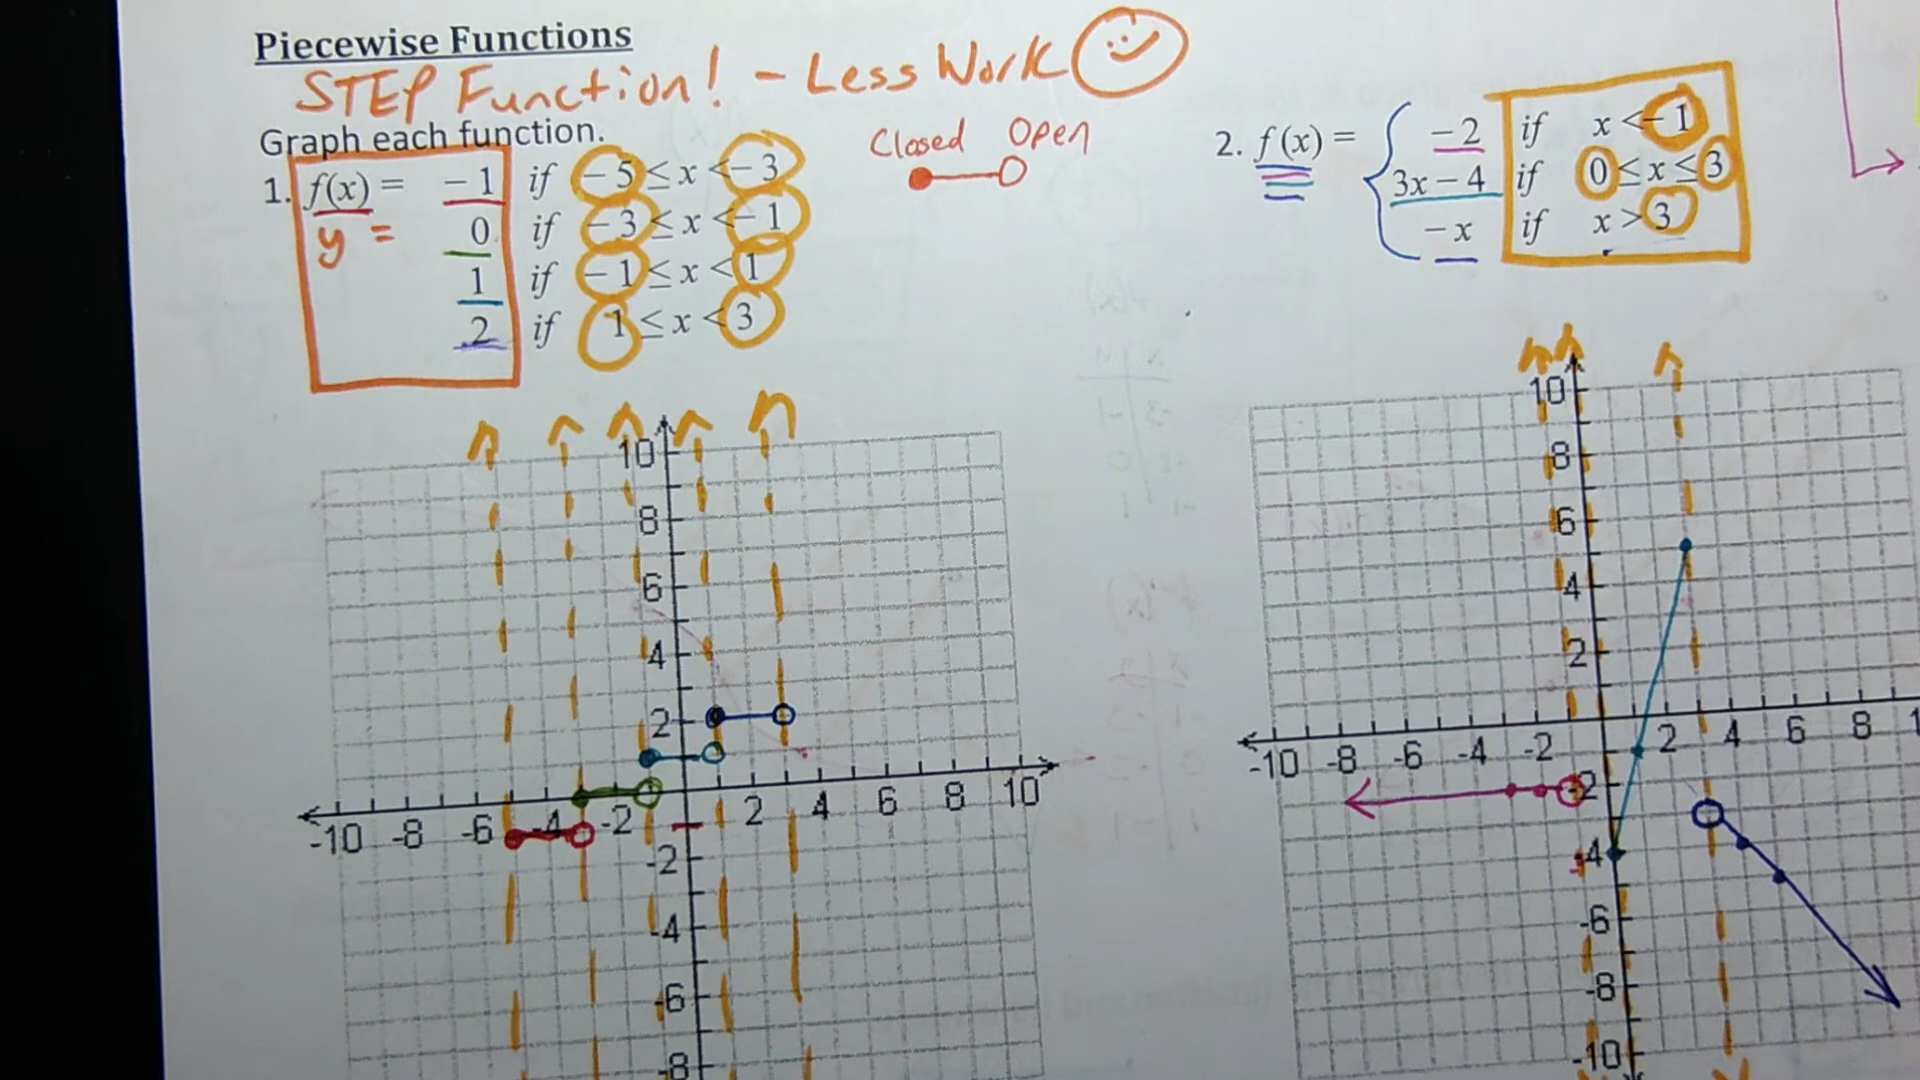 Piecewise Functions
STEP Function! - Less Work
Graph each function.
Closed Open
1. f(x) = -1 if -5 ≤ x < -3
y = 0 if -3 ≤ x < -1
1 if -1 ≤ x < 1
2 if 1 ≤ x < 3
2. f(x) = { -2 if x < -1
3x - 4 if 0 ≤ x ≤ 3
-x if x > 3
10
8
6
4
2
-10 -8 -6 -4 -2 2 4 6 8 10
-2
-4
-6
-8
10
8
6
4
2
-10 -8 -6 -4 -2 2 4 6 8 1
-2
-4
-6
-8
-10